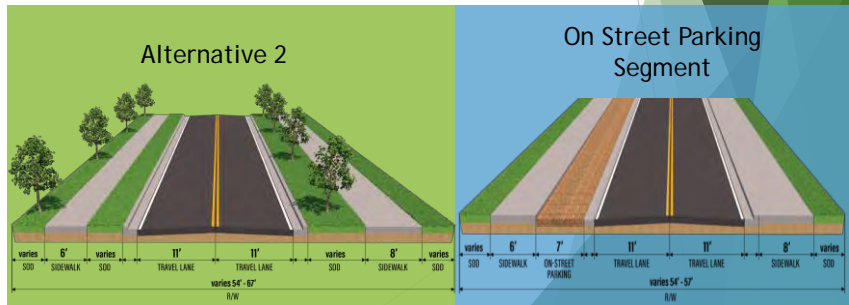 Alternative 2
varies 6' varies 11' 11' varies 8' varies
SOD SIDEWALK SOD TRAVEL LANE TRAVEL LANE SOD SIDEWALK SOD
varies 54' - 67'
R/W
On Street Parking
Segment
varies 6' 7' 11' 11' 8' varies
SOD SIDEWALK ON-STREET PARKING TRAVEL LANE TRAVEL LANE SIDEWALK SOD
varies 54' - 57'
R/W